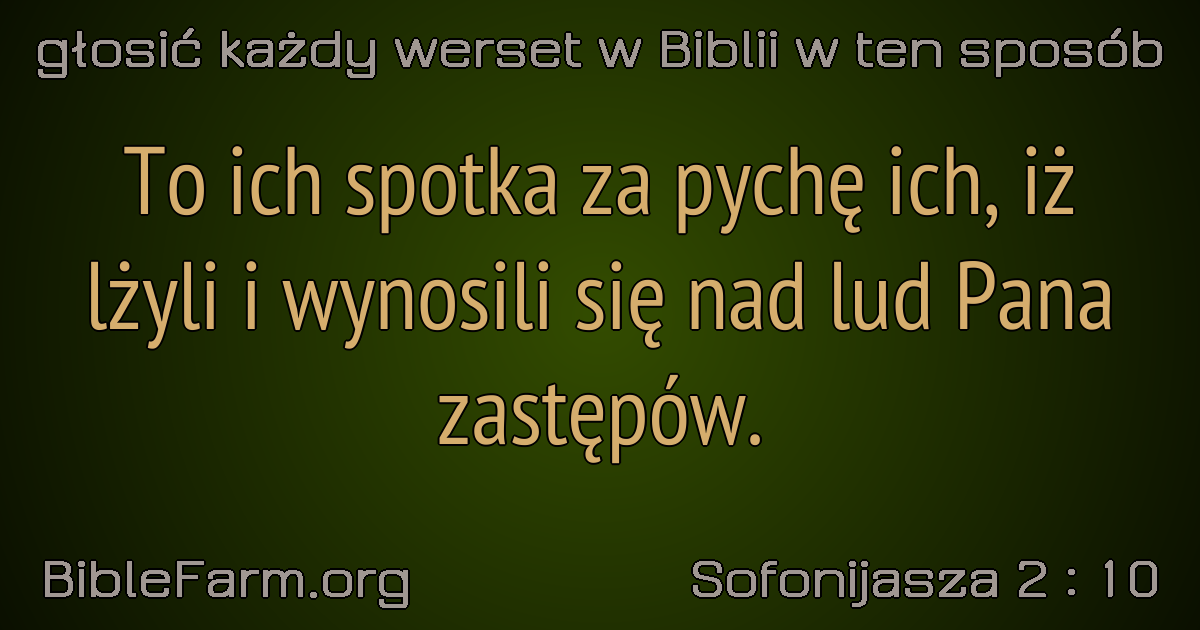 głosić każdy werset w Biblii w ten sposób
To ich spotka za pychę ich, iż
lżyli i wynosili się nad lud Pana
zastępów.
BibleFarm.org
Sofonijasza 2 : 10